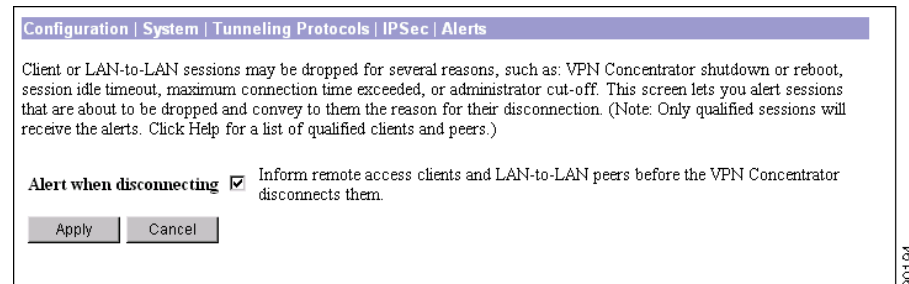 Configuration | System | Tunneling Protocols | IPSec | Alerts
Client or LAN-to-LAN sessions may be dropped for several reasons, such as: VPN Concentrator shutdown or reboot,
session idle timeout, maximum connection time exceeded, or administrator cut-off. This screen lets you alert sessions
that are about to be dropped and convey to them the reason for their disconnection. (Note: Only qualified sessions will
receive the alerts. Click Help for a list of qualified clients and peers.)
Alert when disconnecting
Inform remote access clients and LAN-to-LAN peers before the VPN Concentrator
disconnects them.
Apply Cancel